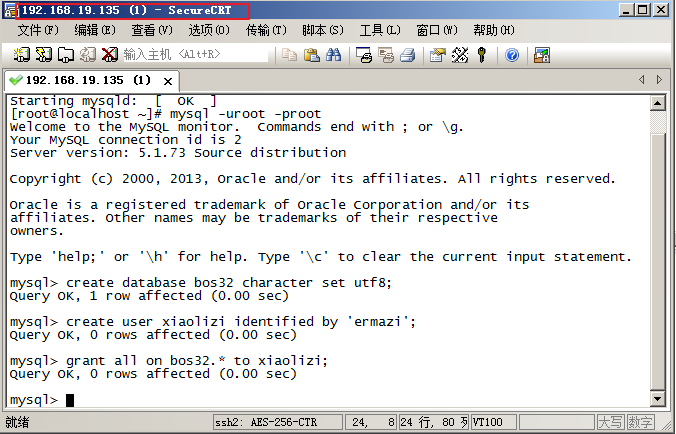 192.168.19.135 (1) - SecureCRT
文件(F) 编辑(E) 查看(V) 选项(O) 传输(T) 脚本(S) 工具(L) 窗口(W) 帮助(H)
输入主机 <Alt+R>
192.168.19.135 (1)
Starting mysqld:  [  OK  ]
[root@localhost ~]# mysql -uroot -proot
Welcome to the MySQL monitor.  Commands end with ; or \g.
Your MySQL connection id is 2
Server version: 5.1.73 Source distribution
Copyright (c) 2000, 2013, Oracle and/or its affiliates. All rights reserved.
Oracle is a registered trademark of Oracle Corporation and/or its
affiliates. Other names may be trademarks of their respective
owners.
Type 'help;' or '\h' for help. Type '\c' to clear the current input statement.
mysql> create database bos32 character set utf8;
Query OK, 1 row affected (0.00 sec)
mysql> create user xiaolizi identified by 'ermazi';
Query OK, 0 rows affected (0.00 sec)
mysql> grant all on bos32.* to xiaolizi;
Query OK, 0 rows affected (0.00 sec)
mysql>
就绪 ssh2: AES-256-CTR 24, 8 24 行, 80 列 VT100 大写 数字